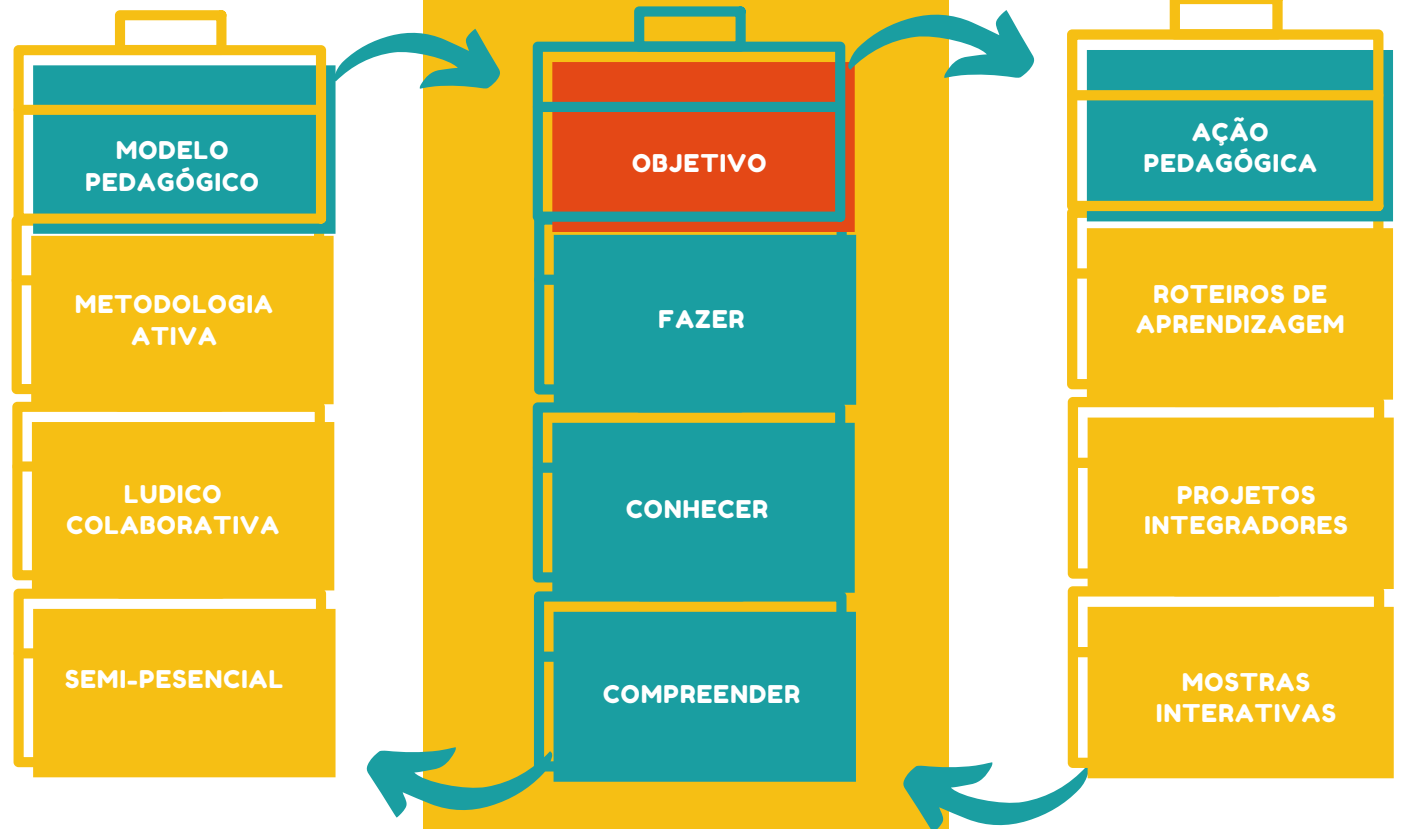 MODELO
PEDAGÓGICO
METODOLOGIA
ATIVA
LUDICO
COLABORATIVA
SEMI-PESENCIAL
OBJETIVO
FAZER
CONHECER
COMPREENDER
AÇÃO
PEDAGÓGICA
ROTEIROS DE
APRENDIZAGEM
PROJETOS
INTEGRADORES
MOSTRAS
INTERATIVAS